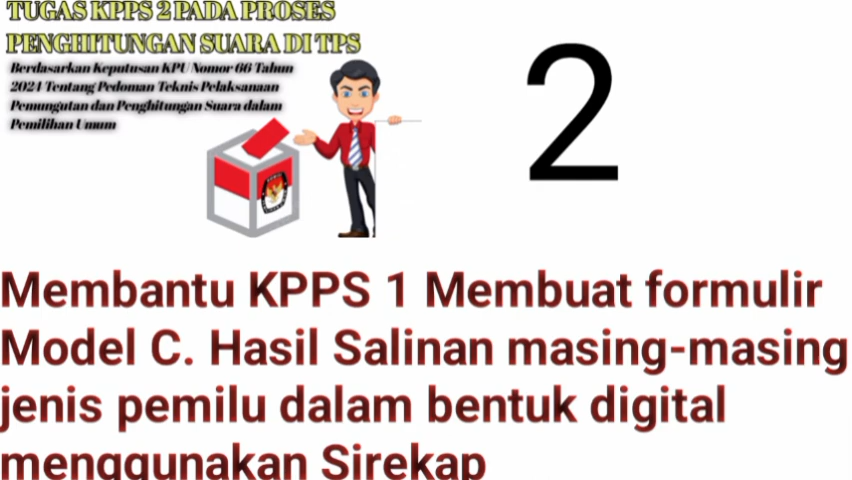 TUGAS KPPS 2 PADA PROSES
PENGHITUNGAN SUARA DI TPS
Berdasarkan Keputusan KPU Nomor 66 Tahun
2024 Tentang Pedoman Teknis Pelaksanaan
Pemungutan dan Penghitungan Suara dalam
Pemilihan Umum
2
Membantu KPPS 1 Membuat formulir
Model C. Hasil Salinan masing-masing
jenis pemilu dalam bentuk digital
menggunakan Sirekap